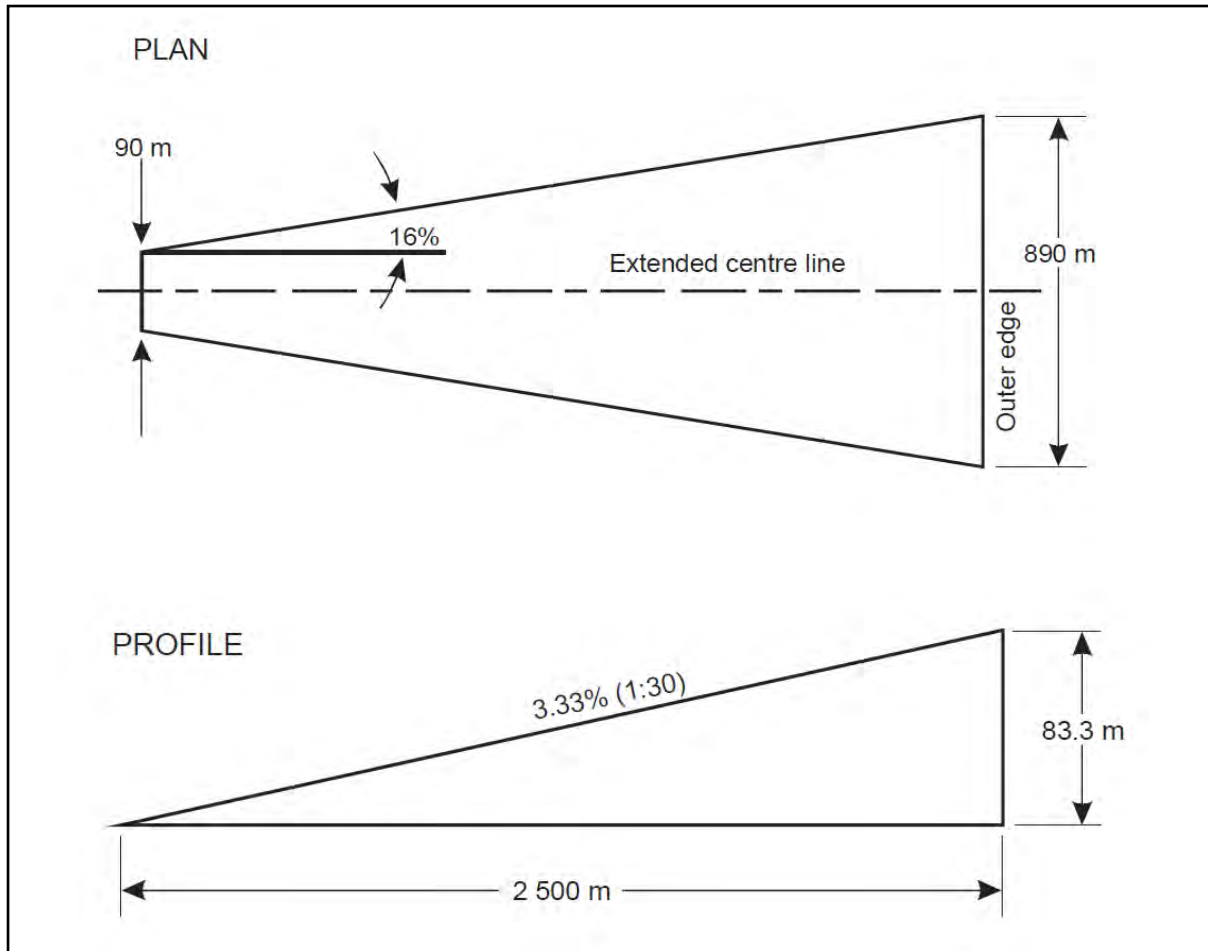 PLAN
90 m
16%
Extended centre line
890 m
Outer edge
PROFILE
3.33% (1:30)
83.3 m
2 500 m